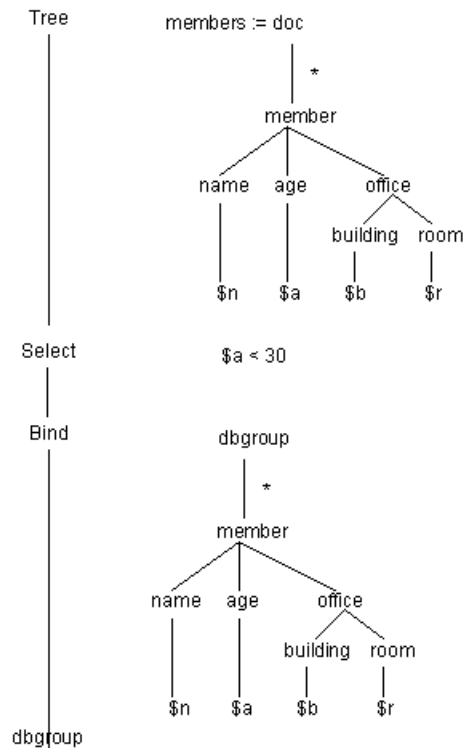 Tree members := doc
*
member
name age office
building room
$n $a $b $r
Select $a < 30
Bind dbgroup
*
member
name age office
building room
$n $a $b $r
dbgroup